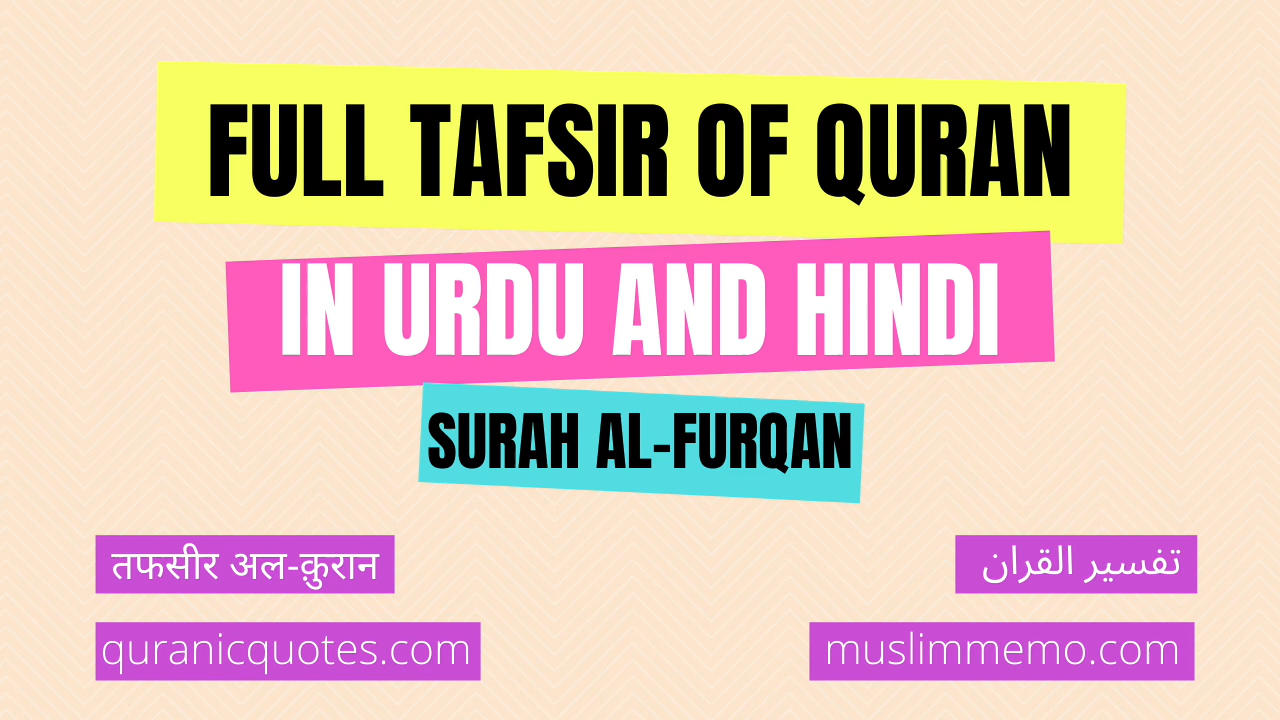 FULL TAFSIR OF QURAN
IN URDU AND HINDI
SURAH AL-FURQAN
तफसीर अल-क़ुरान
تفسير القران
quranicquotes.com
muslimmemo.com